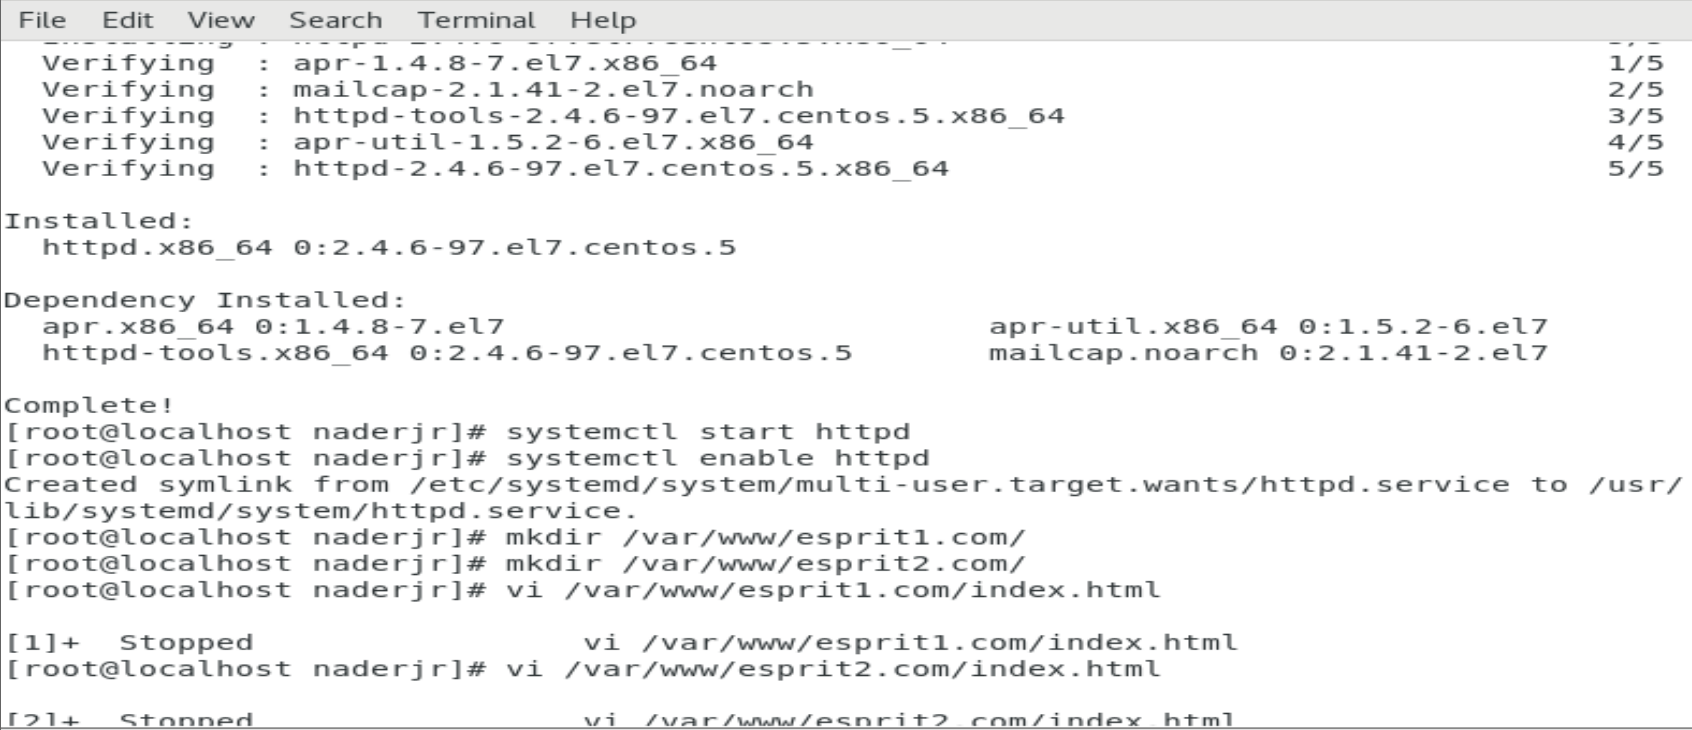 File Edit View Search Terminal Help
  Verifying  : apr-1.4.8-7.el7.x86_64                                              1/5
  Verifying  : mailcap-2.1.41-2.el7.noarch                                         2/5
  Verifying  : httpd-tools-2.4.6-97.el7.centos.5.x86_64                            3/5
  Verifying  : apr-util-1.5.2-6.el7.x86_64                                         4/5
  Verifying  : httpd-2.4.6-97.el7.centos.5.x86_64                                  5/5
Installed:
  httpd.x86_64 0:2.4.6-97.el7.centos.5
Dependency Installed:
  apr.x86_64 0:1.4.8-7.el7                         apr-util.x86_64 0:1.5.2-6.el7
  httpd-tools.x86_64 0:2.4.6-97.el7.centos.5       mailcap.noarch 0:2.1.41-2.el7
Complete!
[root@localhost naderjr]# systemctl start httpd
[root@localhost naderjr]# systemctl enable httpd
Created symlink from /etc/systemd/system/multi-user.target.wants/httpd.service to /usr/
lib/systemd/system/httpd.service.
[root@localhost naderjr]# mkdir /var/www/esprit1.com/
[root@localhost naderjr]# mkdir /var/www/esprit2.com/
[root@localhost naderjr]# vi /var/www/esprit1.com/index.html
[1]+  Stopped                 vi /var/www/esprit1.com/index.html
[root@localhost naderjr]# vi /var/www/esprit2.com/index.html
[2]+  Stopped                 vi /var/www/esprit2.com/index.html